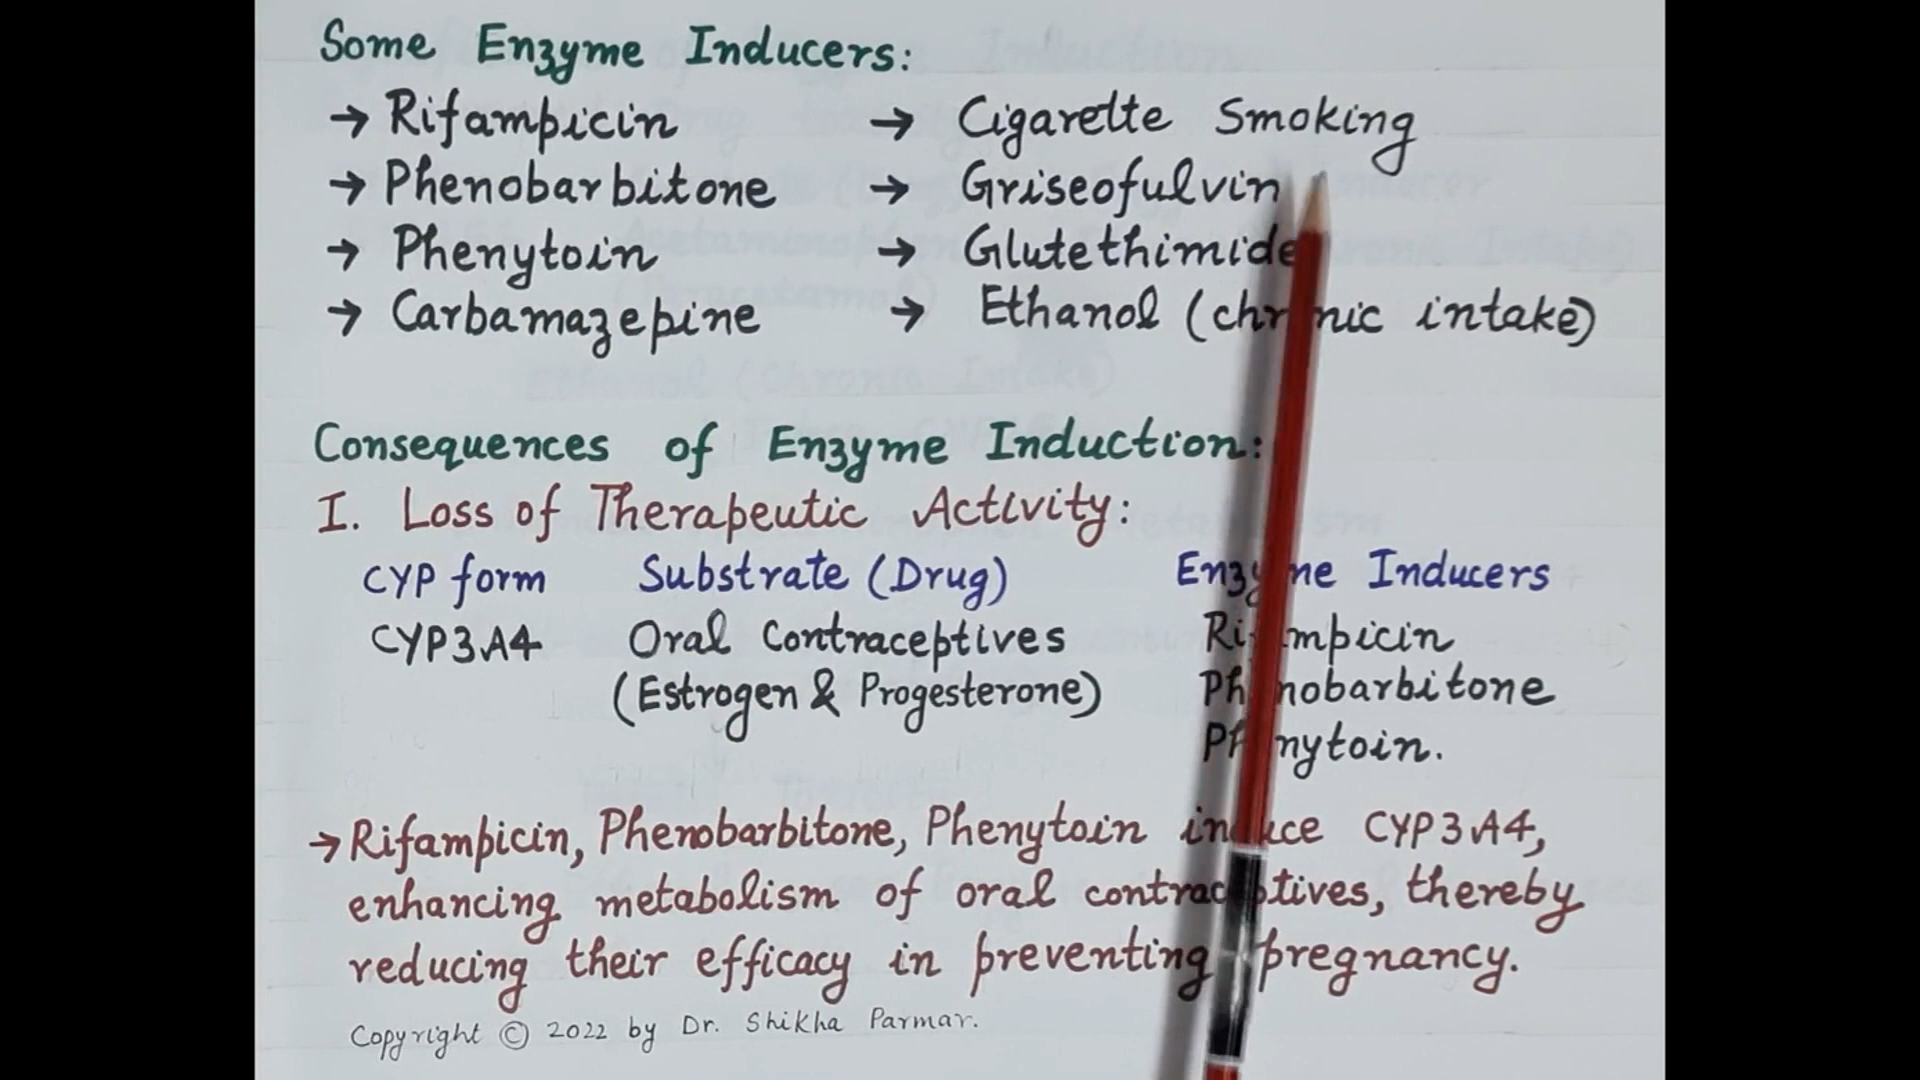 Some Enzyme Inducers:
→ Rifampicin → Cigarette Smoking
→ Phenobarbitone → Griseofulvin
→ Phenytoin → Glutethimide
→ Carbamazepine → Ethanol (chronic intake)
Consequences of Enzyme Induction:
I. Loss of Therapeutic Activity:
CYP form Substrate (Drug) Enzyme Inducers
CYP3A4 Oral Contraceptives Rifampicin
(Estrogen & Progesterone) Phenobarbitone
Phenytoin.
→ Rifampicin, Phenobarbitone, Phenytoin induce CYP3A4,
enhancing metabolism of oral contraceptives, thereby
reducing their efficacy in preventing pregnancy.
Copyright © 2022 by Dr. Shikha Parmar.